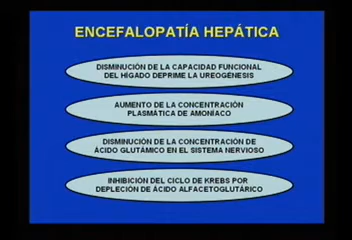 ENCEFALOPATÍA HEPÁTICA
DISMINUCIÓN DE LA CAPACIDAD FUNCIONAL
DEL HÍGADO DEPRIME LA UREOGÉNESIS
AUMENTO DE LA CONCENTRACIÓN
PLASMÁTICA DE AMONÍACO
DISMINUCIÓN DE LA CONCENTRACIÓN DE
ÁCIDO GLUTÁMICO EN EL SISTEMA NERVIOSO
INHIBICIÓN DEL CICLO DE KREBS POR
DEPLECIÓN DE ÁCIDO ALFACETOGLUTÁRICO